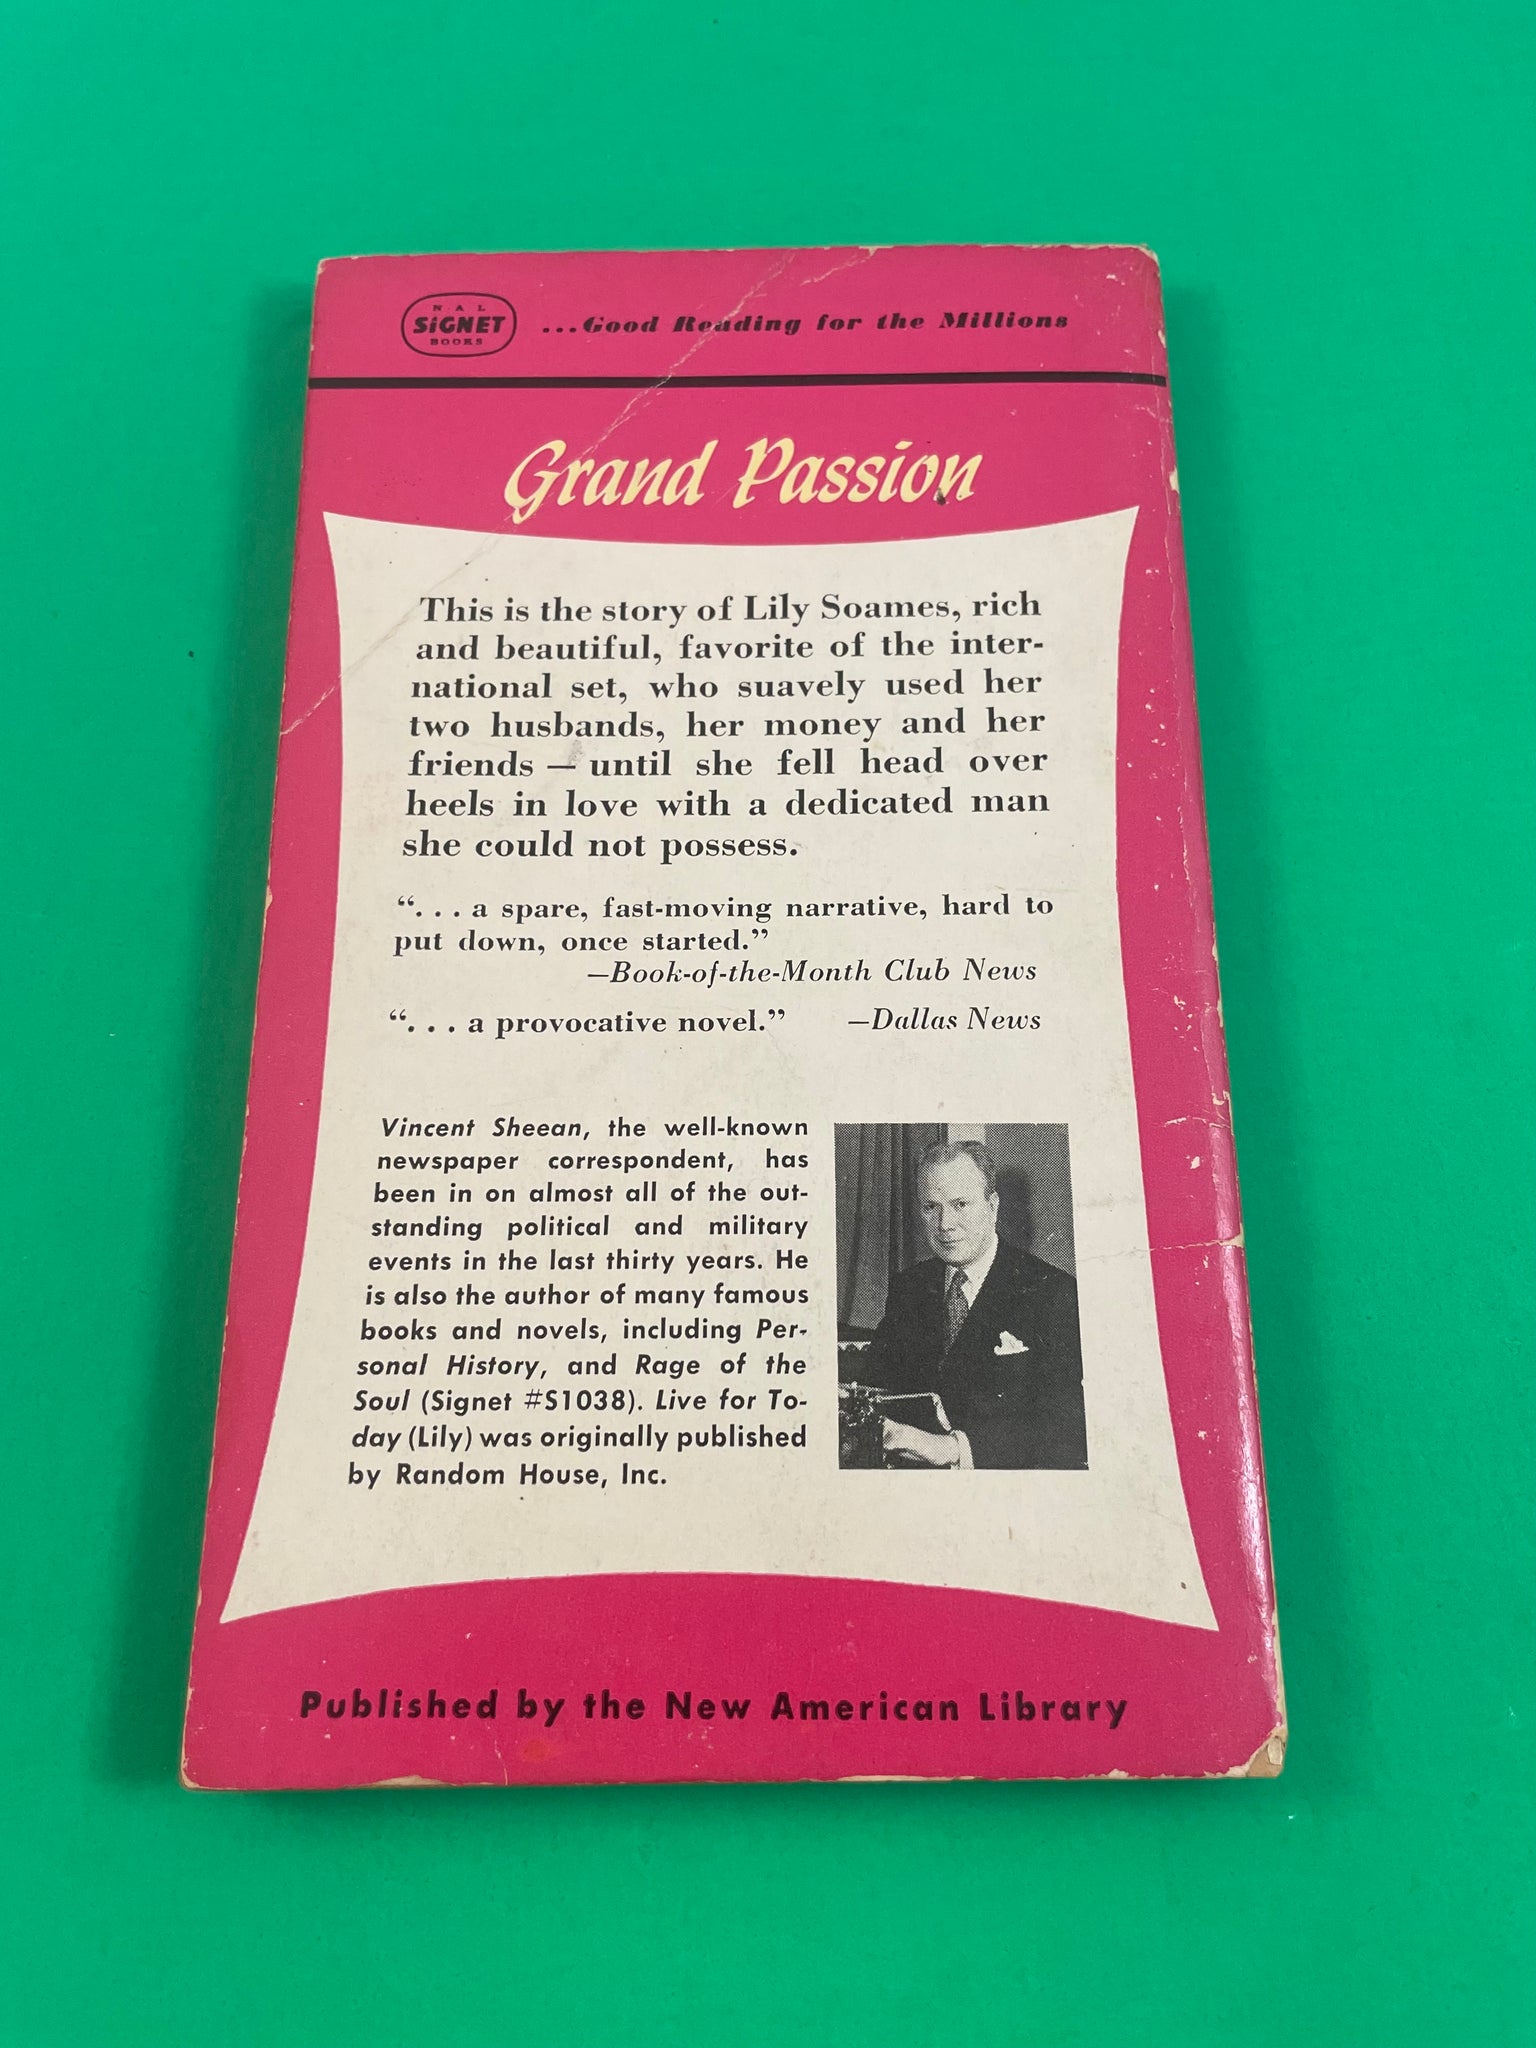 N A L
SiGNET
BOOKS
...Good Reading for the Millions
Grand Passion
This is the story of Lily Soames, rich
and beautiful, favorite of the inter-
national set, who suavely used her
two husbands, her money and her
friends — until she fell head over
heels in love with a dedicated man
she could not possess.
“. . . a spare, fast-moving narrative, hard to
put down, once started.”
—Book-of-the-Month Club News
“. . . a provocative novel.” —Dallas News
Vincent Sheean, the well-known
newspaper correspondent, has
been in on almost all of the out-
standing political and military
events in the last thirty years. He
is also the author of many famous
books and novels, including Per-
sonal History, and Rage of the
Soul (Signet #S1038). Live for To-
day (Lily) was originally published
by Random House, Inc.
Published by the New American Library